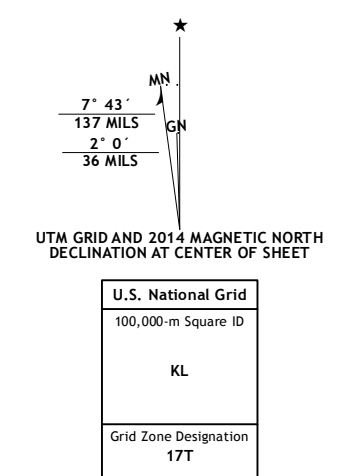 ★
MN
7° 43´
137 MILS
GN
2° 0´
36 MILS
UTM GRID AND 2014 MAGNETIC NORTH
DECLINATION AT CENTER OF SHEET
U.S. National Grid
100,000-m Square ID
KL
Grid Zone Designation
17T